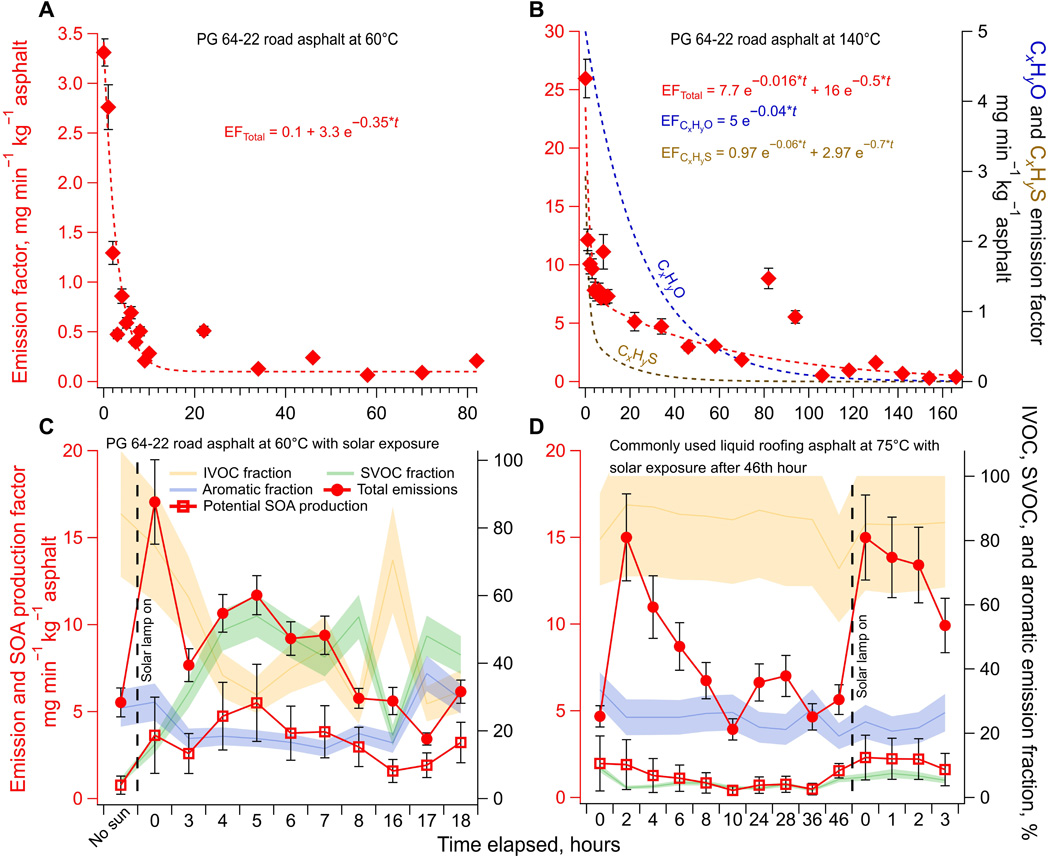 A
PG 64-22 road asphalt at 60°C
EF_Total = 0.1 + 3.3 e^−0.35*t
Emission factor, mg min^−1 kg^−1 asphalt
3.5
3.0
2.5
2.0
1.5
1.0
0.5
0.0
0 20 40 60 80
B
PG 64-22 road asphalt at 140°C
EF_Total = 7.7 e^−0.016*t + 16 e^−0.5*t
EF_CxHyO = 5 e^−0.04*t
EF_CxHyS = 0.97 e^−0.06*t + 2.97 e^−0.7*t
CxHyO
CxHyS
30
25
20
15
10
5
0
0 20 40 60 80 100 120 140 160
5
4
3
2
1
0
CxHyO and CxHyS emission factor
mg min^−1 kg^−1 asphalt
C
PG 64-22 road asphalt at 60°C with solar exposure
IVOC fraction
SVOC fraction
Aromatic fraction
Total emissions
Potential SOA production
Solar lamp on
Emission and SOA production factor
mg min^−1 kg^−1 asphalt
20
15
10
5
0
100
80
60
40
20
0
No sun 0 3 4 5 6 7 8 16 17 18
D
Commonly used liquid roofing asphalt at 75°C with
solar exposure after 46th hour
Solar lamp on
20
15
10
5
0
100
80
60
40
20
0
0 2 4 6 8 10 24 28 36 46 0 1 2 3
IVOC, SVOC, and aromatic emission fraction, %
Time elapsed, hours